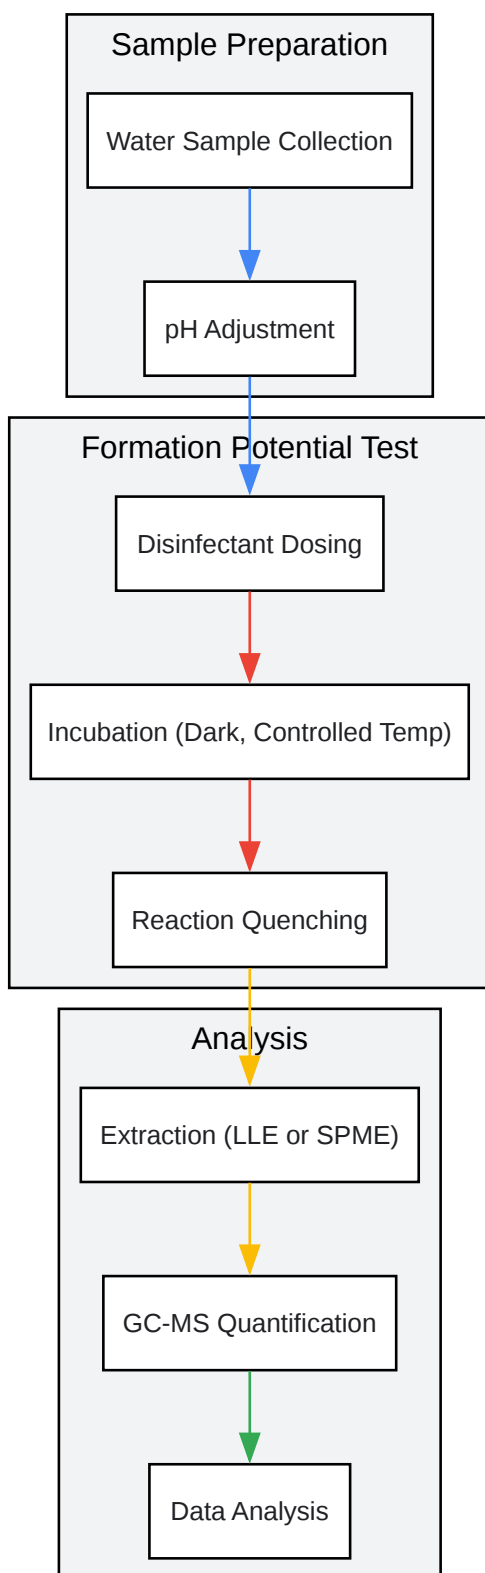 Sample Preparation
Water Sample Collection
pH Adjustment
Formation Potential Test
Disinfectant Dosing
Incubation (Dark, Controlled Temp)
Reaction Quenching
Analysis
Extraction (LLE or SPME)
GC-MS Quantification
Data Analysis